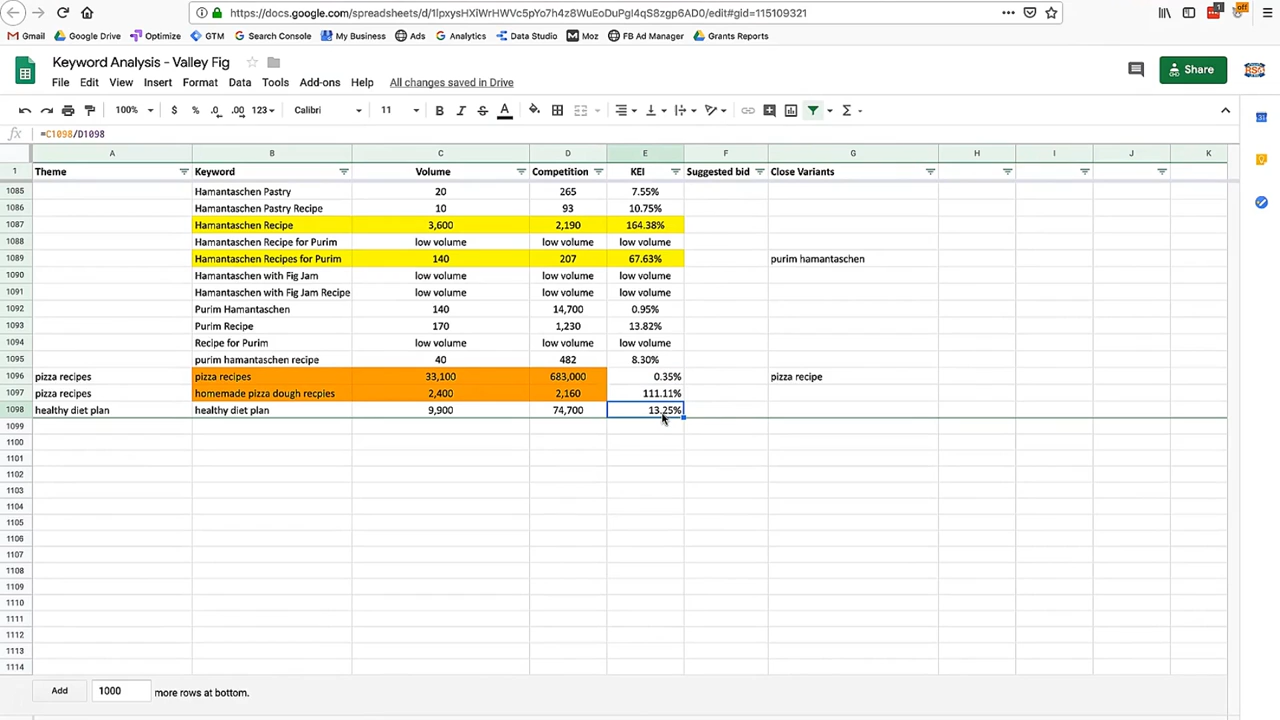 https://docs.google.com/spreadsheets/d/1lpxysHXiWrHWVc5pYo7h4z8WuEoDuPgI4qS8zgp6AD0/edit#gid=115109321
Gmail Google Drive Optimize GTM Search Console My Business Ads Analytics Data Studio Moz FB Ad Manager Grants Reports
Keyword Analysis - Valley Fig
File Edit View Insert Format Data Tools Add-ons Help All changes saved in Drive
Share
100% $ % .0 .00 123 Calibri 11 B I S A Σ
fx =C1098/D1098
A B C D E F G H I J K
1 Theme Keyword Volume Competition KEI Suggested bid Close Variants
1085 Hamantaschen Pastry 20 265 7.55%
1086 Hamantaschen Pastry Recipe 10 93 10.75%
1087 Hamantaschen Recipe 3,600 2,190 164.38%
1088 Hamantaschen Recipe for Purim low volume low volume low volume
1089 Hamantaschen Recipes for Purim 140 207 67.63% purim hamantaschen
1090 Hamantaschen with Fig Jam low volume low volume low volume
1091 Hamantaschen with Fig Jam Recipe low volume low volume low volume
1092 Purim Hamantaschen 140 14,700 0.95%
1093 Purim Recipe 170 1,230 13.82%
1094 Recipe for Purim low volume low volume low volume
1095 purim hamantaschen recipe 40 482 8.30%
1096 pizza recipes pizza recipes 33,100 683,000 0.35% pizza recipe
1097 pizza recipes homemade pizza dough recpies 2,400 2,160 111.11%
1098 healthy diet plan healthy diet plan 9,900 74,700 13.25%
1099
1100
1101
1102
1103
1104
1105
1106
1107
1108
1109
1110
1111
1112
1113
1114
Add 1000 more rows at bottom.